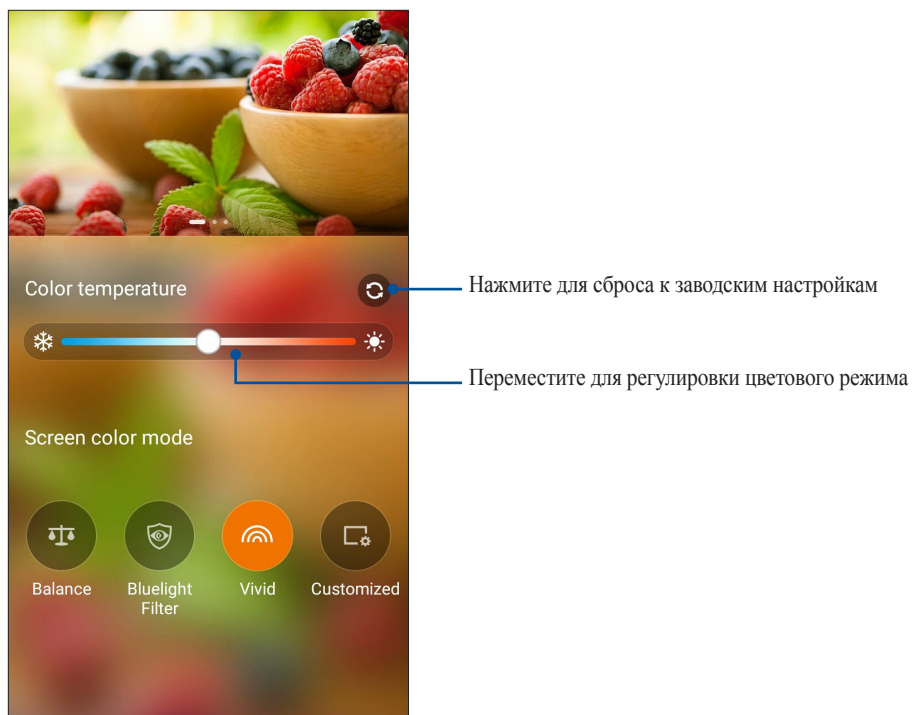 Color temperature
Нажмите для сброса к заводским настройкам
Переместите для регулировки цветового режима
Screen color mode
Balance
Bluelight
Filter
Vivid
Customized